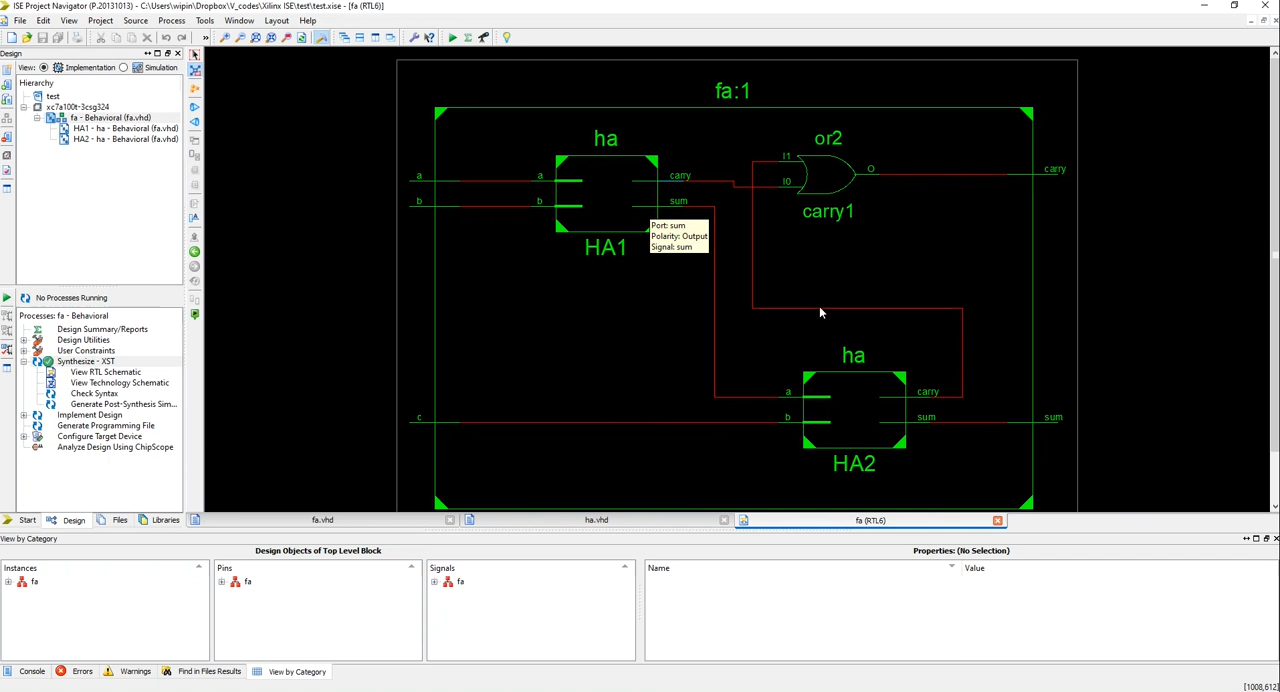 ISE Project Navigator (P.20131013) - C:\Users\wipin\Dropbox\V_codes\Xilinx ISE\test\test.xise - [fa (RTL6)]
File Edit View Project Source Process Tools Window Layout Help
Design
View: Implementation Simulation
Hierarchy
test
xc7a100t-3csg324
fa - Behavioral (fa.vhd)
HA1 - ha - Behavioral (fa.vhd)
HA2 - ha - Behavioral (fa.vhd)
No Processes Running
Processes: fa - Behavioral
Design Summary/Reports
Design Utilities
User Constraints
Synthesize - XST
View RTL Schematic
View Technology Schematic
Check Syntax
Generate Post-Synthesis Sim...
Implement Design
Generate Programming File
Configure Target Device
Analyze Design Using ChipScope
Start Design Files Libraries
fa:1
ha
or2
a
b
a
b
carry
sum
I1
I0
O
carry
carry1
HA1
Port: sum
Polarity: Output
Signal: sum
ha
a
b
carry
sum
c
sum
HA2
fa.vhd
ha.vhd
fa (RTL6)
View by Category
Design Objects of Top Level Block
Properties: (No Selection)
Instances
Pins
Signals
Name
Value
fa
fa
fa
Console Errors Warnings Find in Files Results View by Category
[1008,612]